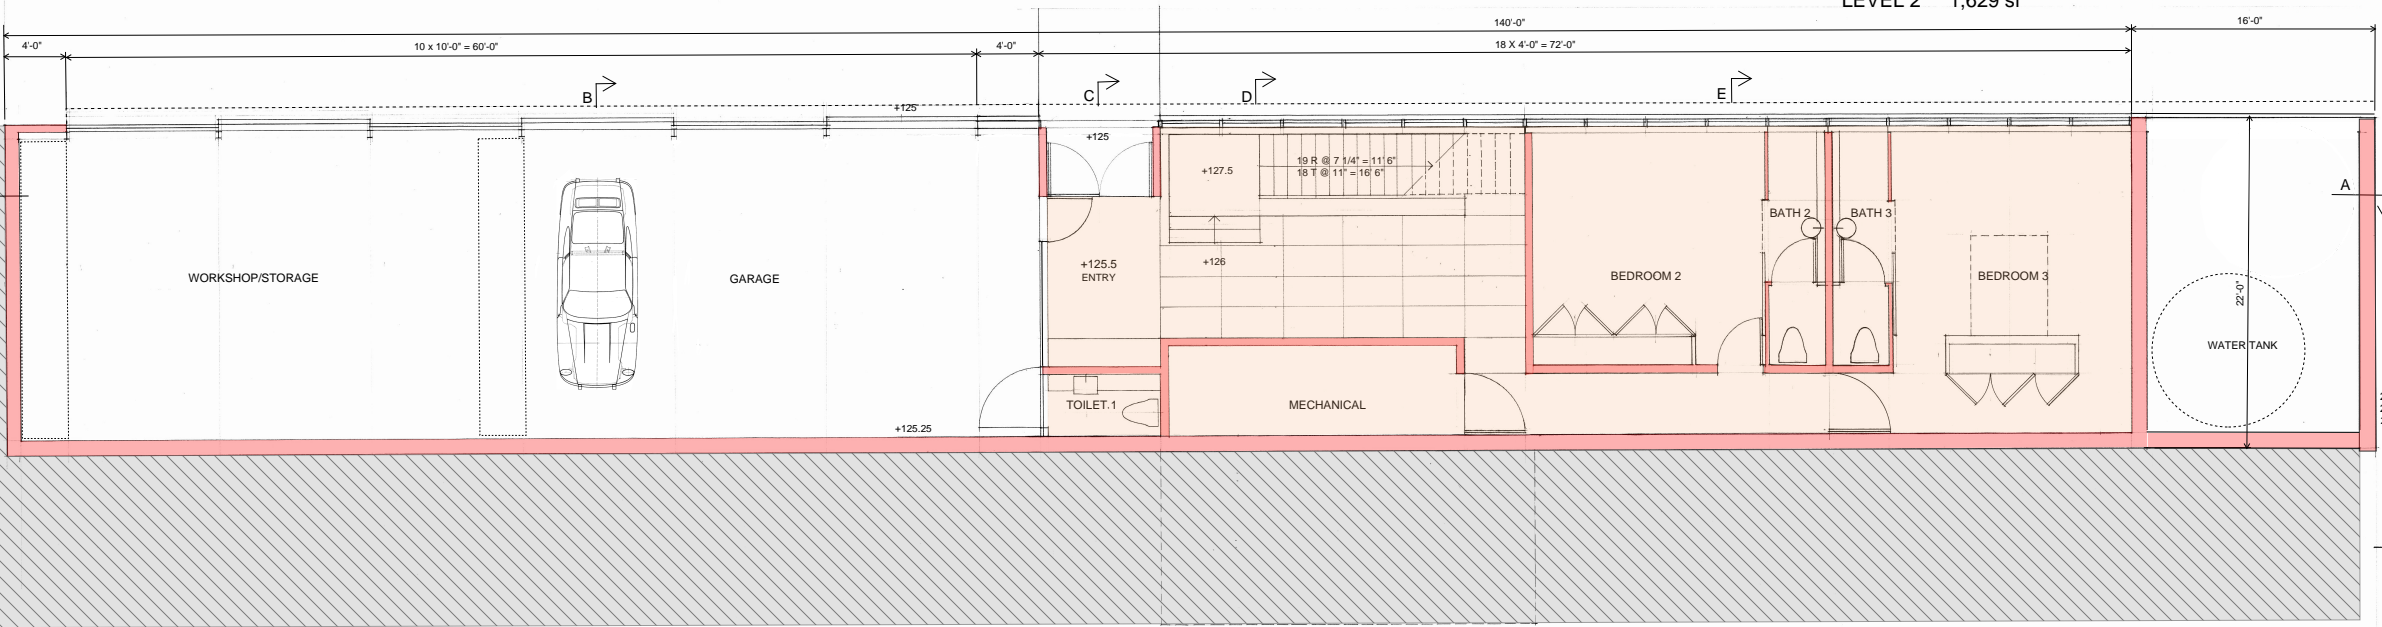 LEVEL 2 1,629 sf
140'-0"
16'-0"
4'-0"
10 x 10'-0" = 60'-0"
4'-0"
18 X 4'-0" = 72'-0"
B
C
D
E
+125
+125
+127.5
19 R @ 7 1/4" = 11' 6"
18 T @ 11" = 16' 6"
A
BATH 2
BATH 3
WORKSHOP/STORAGE
GARAGE
+125.5
ENTRY
+126
BEDROOM 2
BEDROOM 3
22'-0"
WATER TANK
TOILET.1
MECHANICAL
+125.25